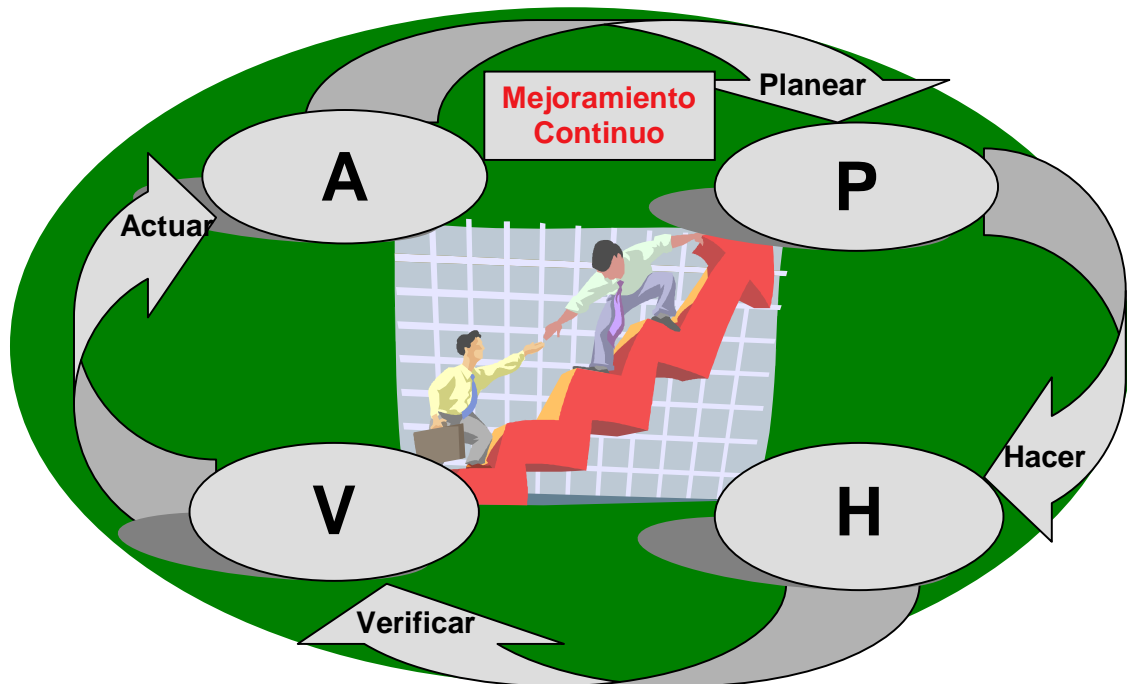 Mejoramiento
Continuo
Planear
A
P
Actuar
Hacer
V
H
Verificar